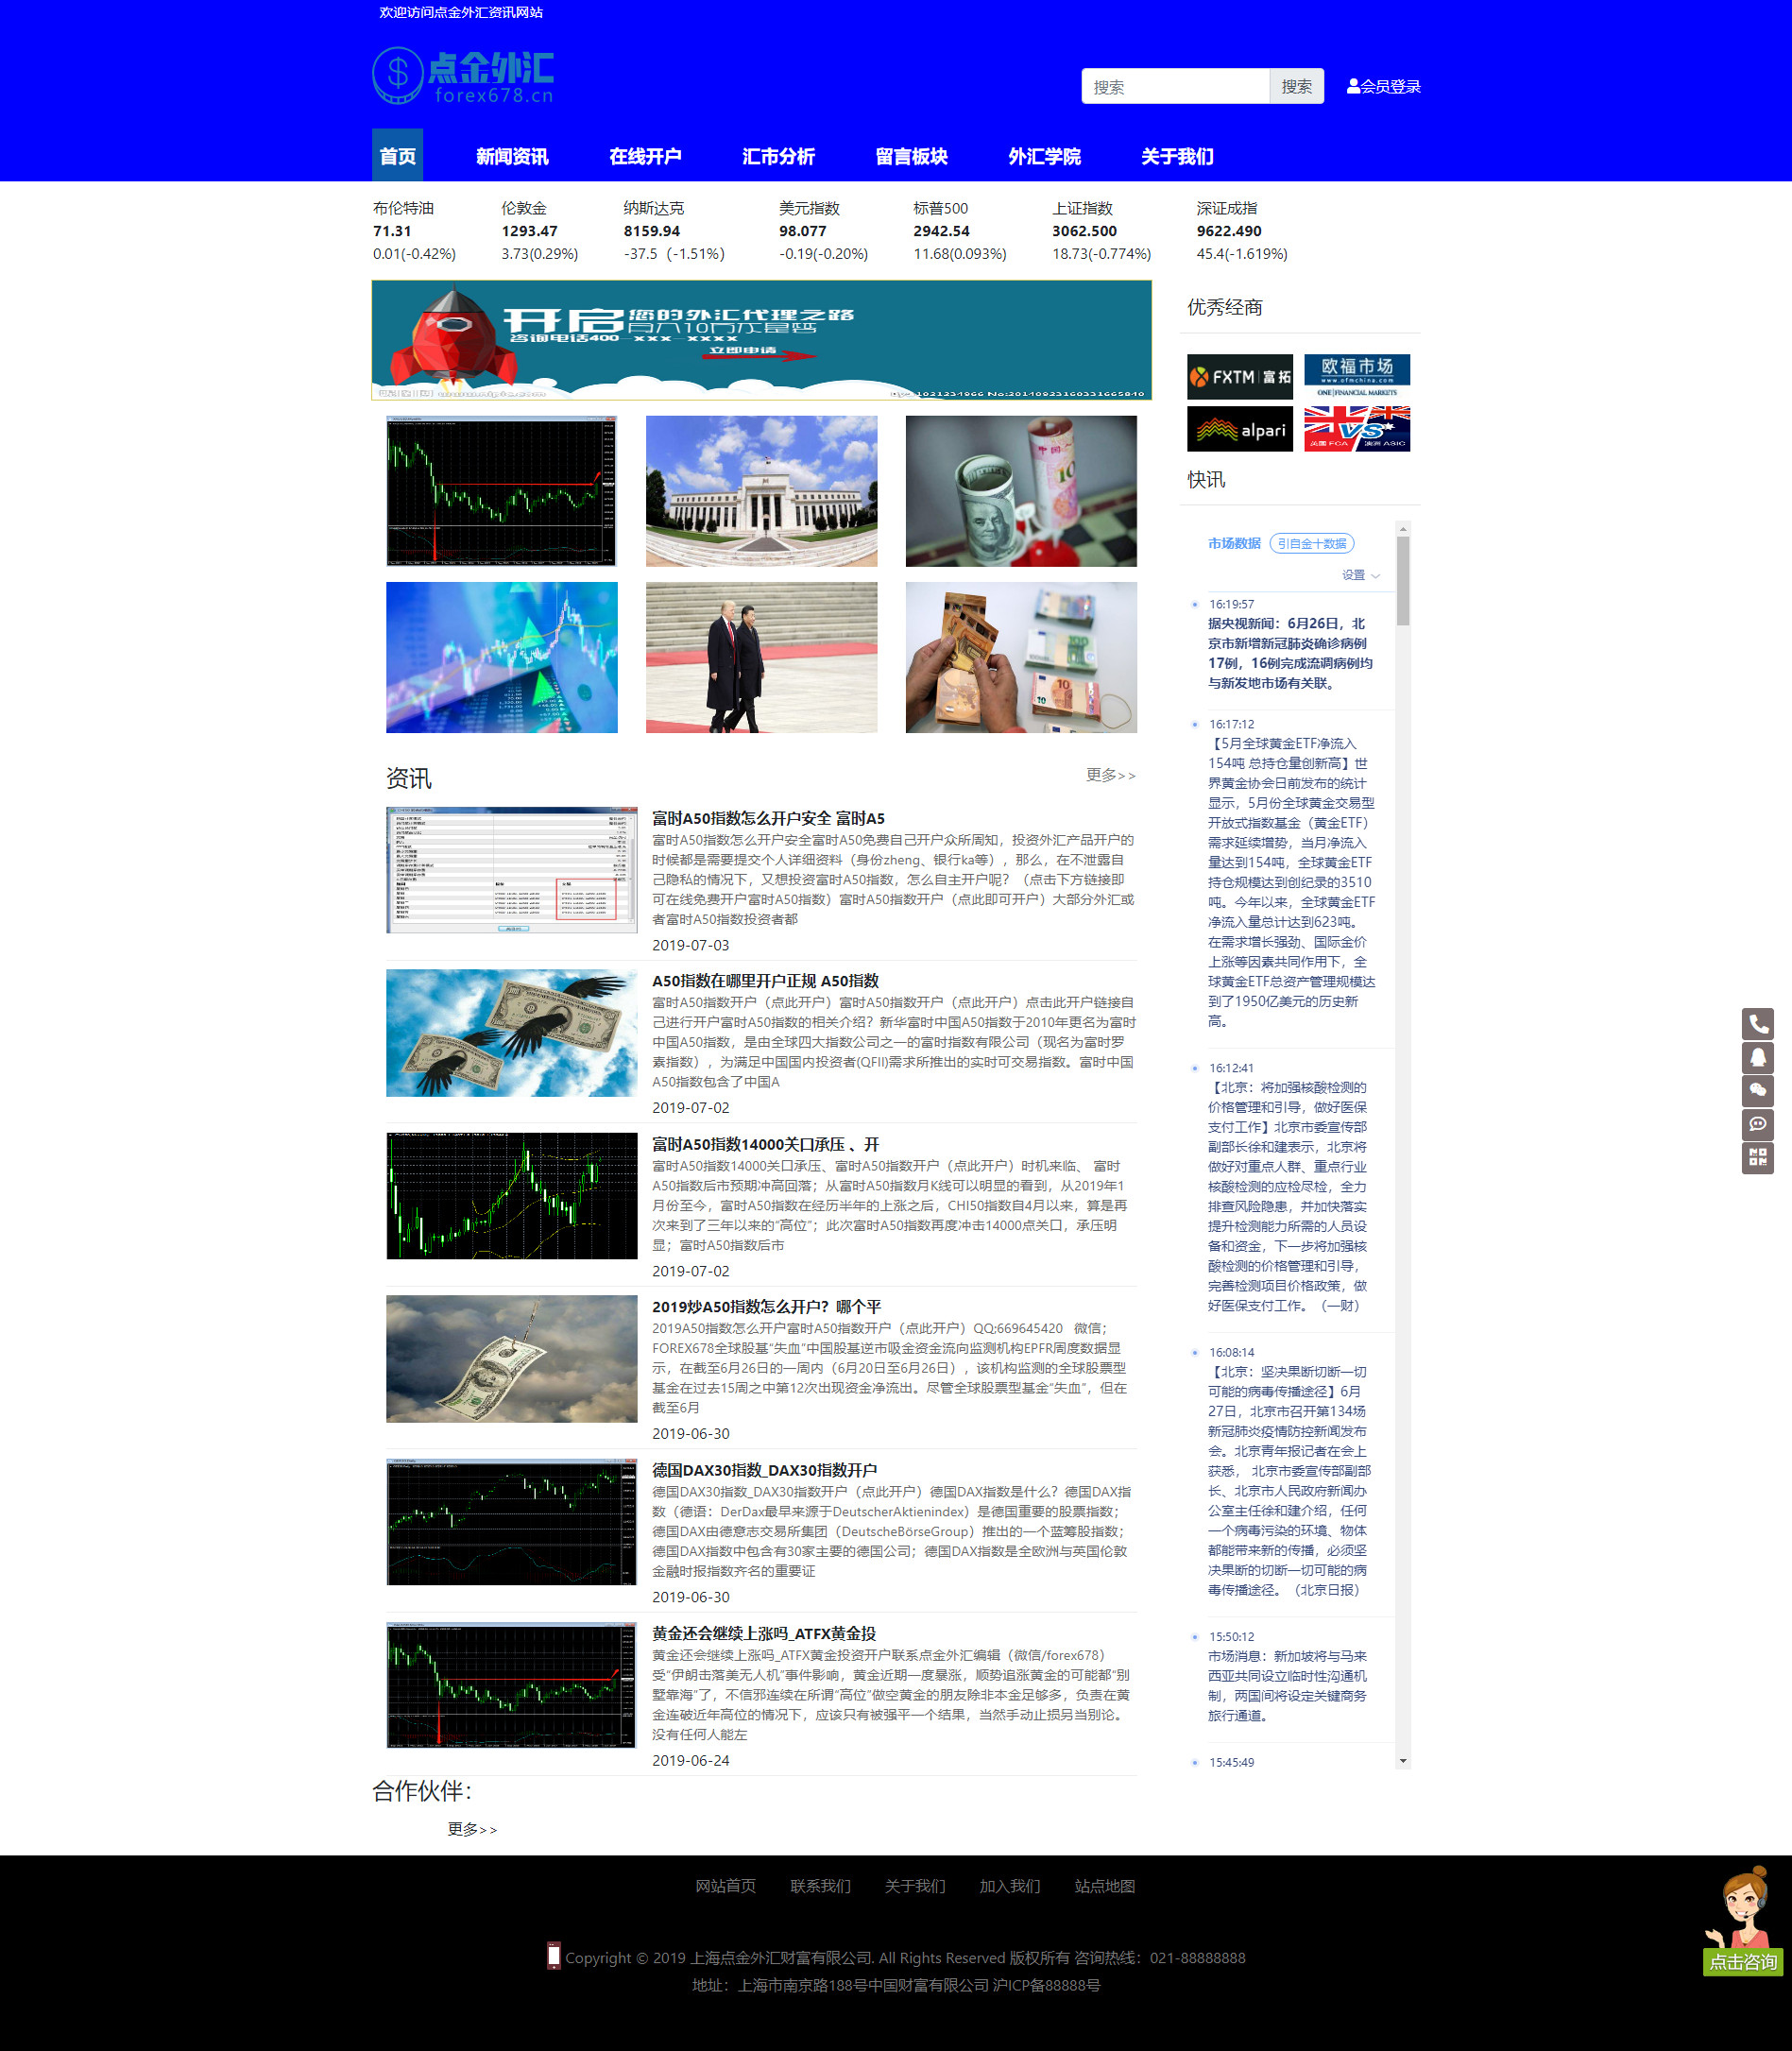 欢迎访问点金外汇资讯网站
点金外汇
forex678.cn
搜索 搜索 会员登录
首页 新闻资讯 在线开户 汇市分析 留言板块 外汇学院 关于我们
布伦特油 伦敦金 纳斯达克 美元指数 标普500 上证指数 深证成指
71.31 1293.47 8159.94 98.077 2942.54 3062.500 9622.490
0.01(-0.42%) 3.73(0.29%) -37.5（-1.51%） -0.19(-0.20%) 11.68(0.093%) 18.73(-0.774%) 45.4(-1.619%)
开启您的外汇代理之路
月入10万不是梦
咨询电话400-xxx-xxxx
立即申请
优秀经商
FXTM 富拓
欧福市场
www.ofmchina.com
ONE FINANCIAL MARKETS
alpari
VS
英国 FCA 澳洲 ASIC
快讯
市场数据 引自金十数据
设置
16:19:57
据央视新闻：6月26日，北
京市新增新冠肺炎确诊病例
17例，16例完成流调病例均
与新发地市场有关联。
16:17:12
【5月全球黄金ETF净流入
154吨 总持仓量创新高】世
界黄金协会日前发布的统计
显示，5月份全球黄金交易型
开放式指数基金（黄金ETF）
需求延续增势，当月净流入
量达到154吨，全球黄金ETF
持仓规模达到创纪录的3510
吨。今年以来，全球黄金ETF
净流入量总计达到623吨。
在需求增长强劲、国际金价
上涨等因素共同作用下，全
球黄金ETF总资产管理规模达
到了1950亿美元的历史新
高。
16:12:41
【北京：将加强核酸检测的
价格管理和引导，做好医保
支付工作】北京市委宣传部
副部长徐和建表示，北京将
做好对重点人群、重点行业
核酸检测的应检尽检，全力
排查风险隐患，并加快落实
提升检测能力所需的人员设
备和资金，下一步将加强核
酸检测的价格管理和引导，
完善检测项目价格政策，做
好医保支付工作。（一财）
16:08:14
【北京：坚决果断切断一切
可能的病毒传播途径】6月
27日，北京市召开第134场
新冠肺炎疫情防控新闻发布
会。北京青年报记者在会上
获悉， 北京市委宣传部副部
长、北京市人民政府新闻办
公室主任徐和建介绍，任何
一个病毒污染的环境、物体
都能带来新的传播，必须坚
决果断的切断一切可能的病
毒传播途径。（北京日报）
15:50:12
市场消息：新加坡将与马来
西亚共同设立临时性沟通机
制，两国间将设定关键商务
旅行通道。
15:45:49
资讯 更多>>
富时A50指数怎么开户安全 富时A5
富时A50指数怎么开户安全富时A50免费自己开户众所周知，投资外汇产品开户的
时候都是需要提交个人详细资料（身份zheng、银行ka等），那么，在不泄露自
己隐私的情况下，又想投资富时A50指数，怎么自主开户呢？（点击下方链接即
可在线免费开户富时A50指数）富时A50指数开户（点此即可开户）大部分外汇或
者富时A50指数投资者都
2019-07-03
A50指数在哪里开户正规 A50指数
富时A50指数开户（点此开户）富时A50指数开户（点此开户）点击此开户链接自
己进行开户富时A50指数的相关介绍？新华富时中国A50指数于2010年更名为富时
中国A50指数，是由全球四大指数公司之一的富时指数有限公司（现名为富时罗
素指数），为满足中国国内投资者(QFII)需求所推出的实时可交易指数。富时中国
A50指数包含了中国A
2019-07-02
富时A50指数14000关口承压 、开
富时A50指数14000关口承压、富时A50指数开户（点此开户）时机来临、 富时
A50指数后市预期冲高回落；从富时A50指数月K线可以明显的看到，从2019年1
月份至今，富时A50指数在经历半年的上涨之后，CHI50指数自4月以来，算是再
次来到了三年以来的“高位”；此次富时A50指数再度冲击14000点关口，承压明
显；富时A50指数后市
2019-07-02
2019炒A50指数怎么开户？哪个平
2019A50指数怎么开户富时A50指数开户（点此开户）QQ:669645420 微信；
FOREX678全球股基“失血”中国股基逆市吸金资金流向监测机构EPFR周度数据显
示，在截至6月26日的一周内（6月20日至6月26日），该机构监测的全球股票型
基金在过去15周之中第12次出现资金净流出。尽管全球股票型基金“失血”，但在
截至6月
2019-06-30
德国DAX30指数_DAX30指数开户
德国DAX30指数_DAX30指数开户（点此开户）德国DAX指数是什么？德国DAX指
数（德语：DerDax最早来源于DeutscherAktienindex）是德国重要的股票指数；
德国DAX由德意志交易所集团（DeutscheBörseGroup）推出的一个蓝筹股指数；
德国DAX指数中包含有30家主要的德国公司；德国DAX指数是全欧洲与英国伦敦
金融时报指数齐名的重要证
2019-06-30
黄金还会继续上涨吗_ATFX黄金投
黄金还会继续上涨吗_ATFX黄金投资开户联系点金外汇编辑（微信/forex678）
受“伊朗击落美无人机”事件影响，黄金近期一度暴涨，顺势追涨黄金的可能都“别
墅靠海”了，不信邪连续在所谓“高位”做空黄金的朋友除非本金足够多，负责在黄
金连破近年高位的情况下，应该只有被强平一个结果，当然手动止损另当别论。
没有任何人能左
2019-06-24
合作伙伴：
更多>>
网站首页 联系我们 关于我们 加入我们 站点地图
Copyright © 2019 上海点金外汇财富有限公司. All Rights Reserved 版权所有 咨询热线：021-88888888
地址：上海市南京路188号中国财富有限公司 沪ICP备88888号
点击咨询